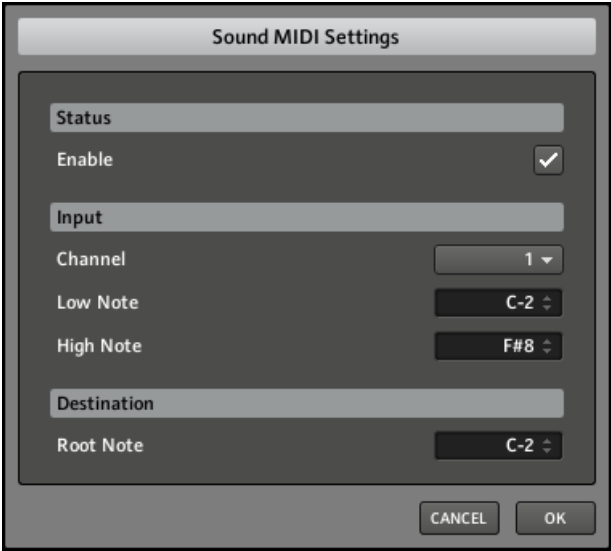 Sound MIDI Settings
Status
Enable
Input
Channel 1
Low Note C-2
High Note F#8
Destination
Root Note C-2
CANCEL OK